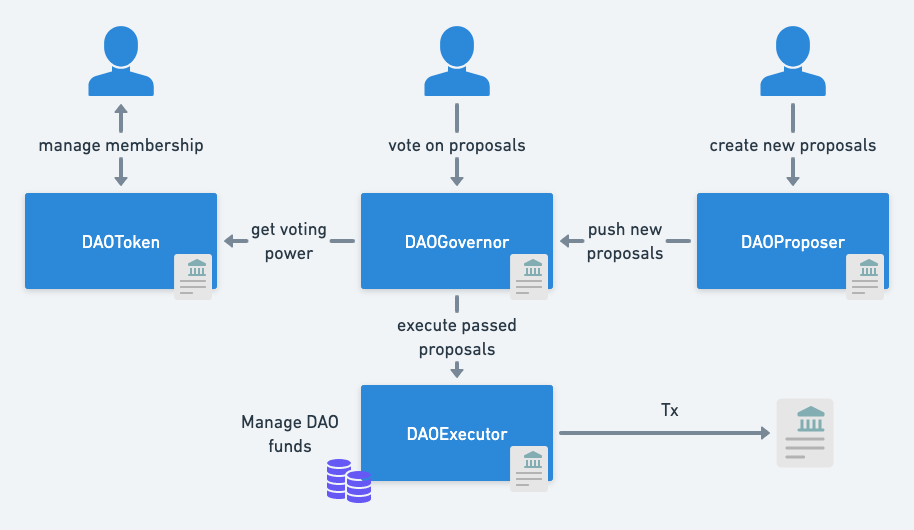 manage membership
vote on proposals
create new proposals
DAOToken
get voting
power
DAOGovernor
push new
proposals
DAOProposer
execute passed
proposals
Manage DAO
funds
DAOExecutor
Tx